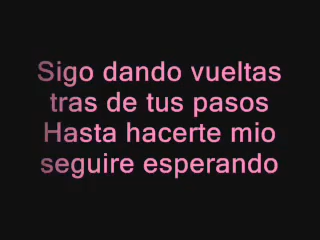 Sigo dando vueltas
tras de tus pasos
Hasta hacerte mio
seguire esperando